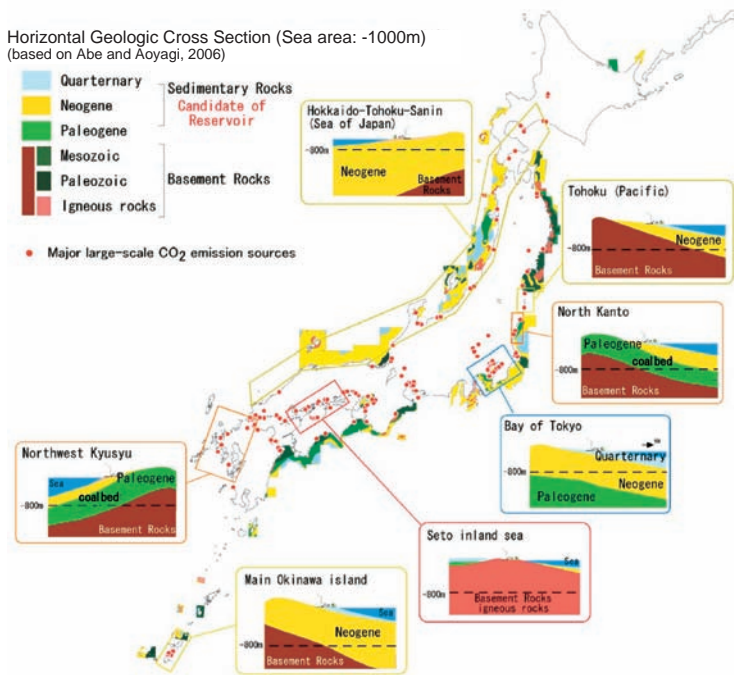 Horizontal Geologic Cross Section (Sea area: -1000m)
(based on Abe and Aoyagi, 2006)
Quarternary
Neogene
Paleogene
Sedimentary Rocks
Candidate of
Reservoir
Mesozoic
Paleozoic
Igneous rocks
Basement Rocks
Major large-scale CO2 emission sources
Hokkaido-Tohoku-Sanin
(Sea of Japan)
-800m
Neogene
Basement
Rocks
Tohoku (Pacific)
-800m
Neogene
Basement Rocks
North Kanto
Paleogene
coalbed
-800m
Basement Rocks
Bay of Tokyo
Quarternary
-800m
Neogene
Paleogene
Northwest Kyusyu
Sea
Paleogene
coalbed
-800m
Basement Rocks
Seto inland sea
Sea
-800m
Basement Rocks
igneous rocks
Main Okinawa island
Sea
Neogene
-800m
Basement Rocks